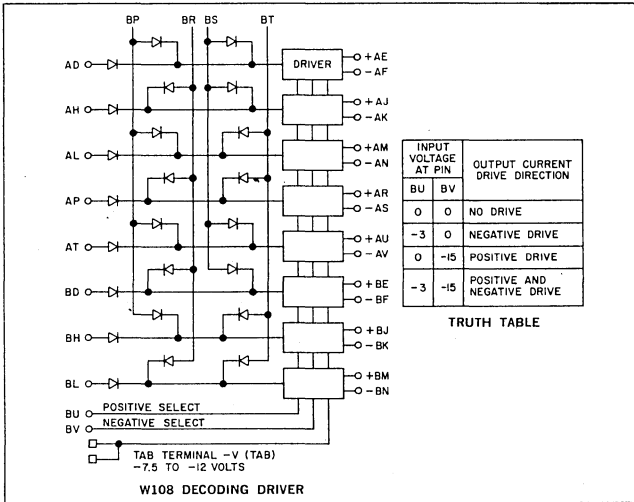 BP BR BS BT
AD DRIVER +AE
-AF
AH +AJ
-AK
AL +AM
-AN
AP +AR
-AS
AT +AU
-AV
BD +BE
-BF
BH +BJ
-BK
BL +BM
-BN
BU POSITIVE SELECT
BV NEGATIVE SELECT
TAB TERMINAL -V (TAB)
-7.5 TO -12 VOLTS
W108 DECODING DRIVER
INPUT
VOLTAGE
AT PIN
OUTPUT CURRENT
DRIVE DIRECTION
BU BV
0 0 NO DRIVE
-3 0 NEGATIVE DRIVE
0 -15 POSITIVE DRIVE
-3 -15 POSITIVE AND
NEGATIVE DRIVE
TRUTH TABLE